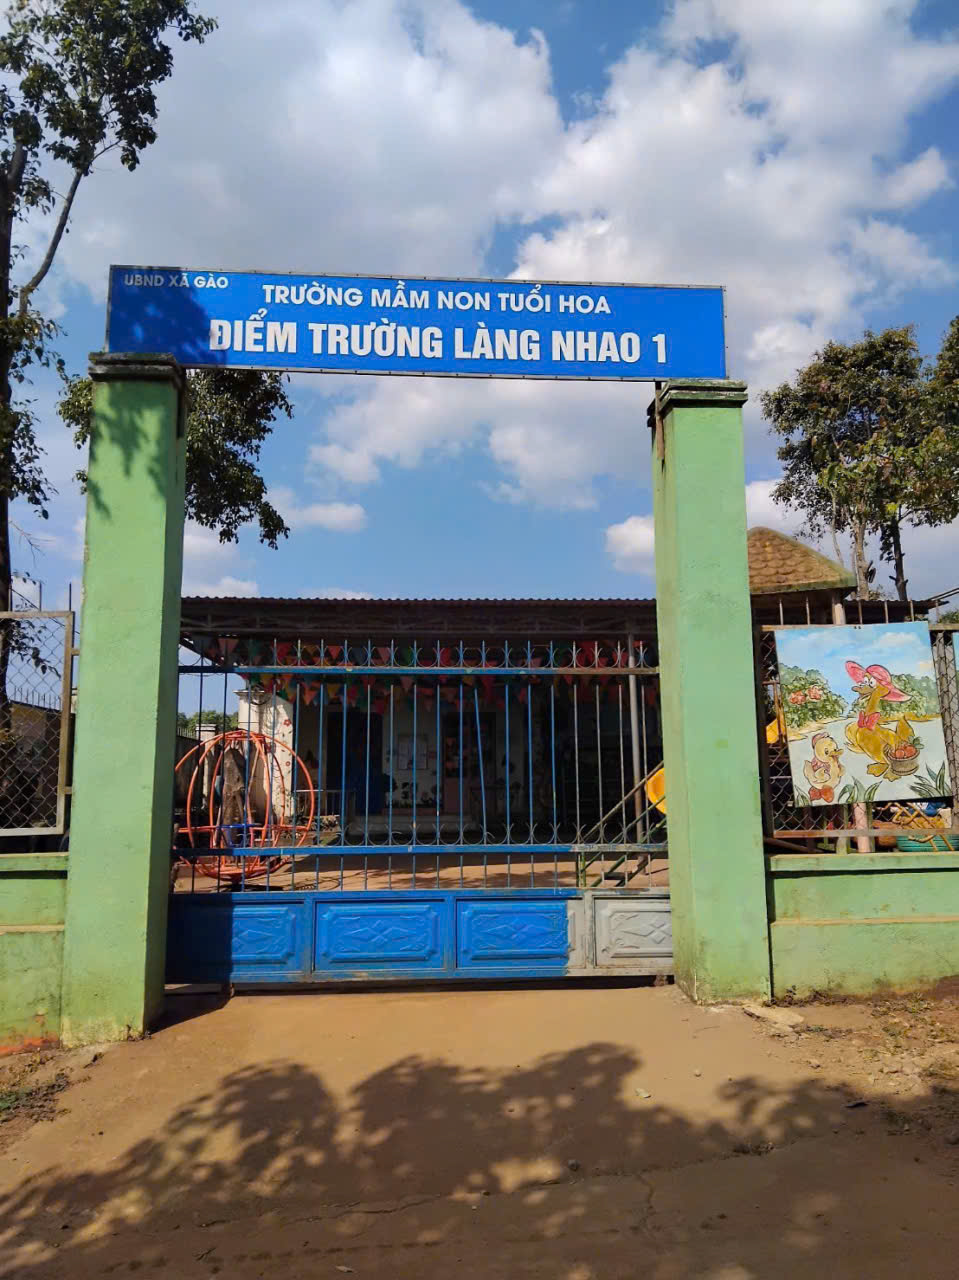 UBND XÃ GÀO
TRƯỜNG MẦM NON TUỔI HOA
ĐIỂM TRƯỜNG LÀNG NHAO 1